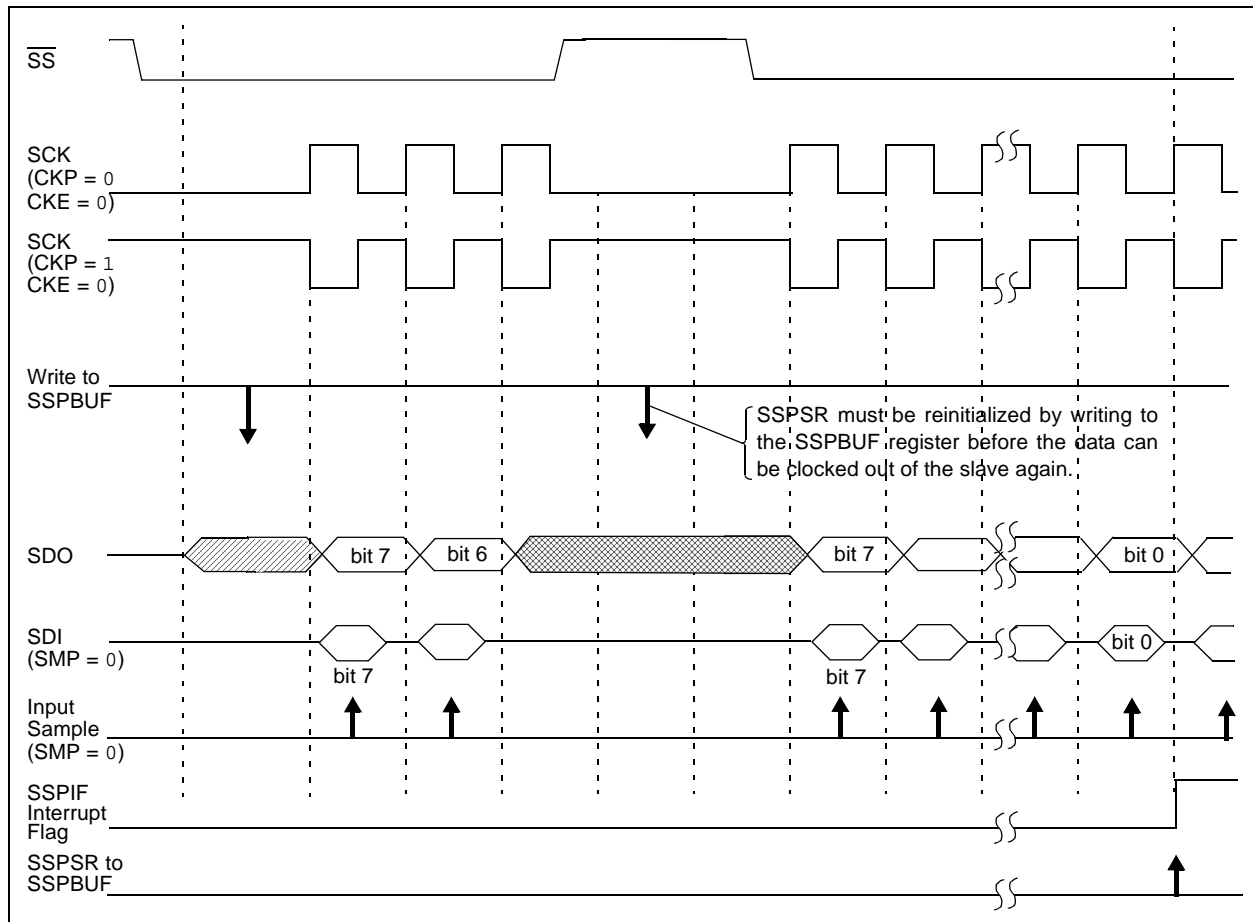 SS
SCK
(CKP = 0
CKE = 0)
SCK
(CKP = 1
CKE = 0)
Write to
SSPBUF
SSPSR must be reinitialized by writing to
the SSPBUF register before the data can
be clocked out of the slave again.
SDO
bit 7
bit 6
bit 7
bit 0
SDI
(SMP = 0)
bit 7
bit 7
bit 0
Input
Sample
(SMP = 0)
SSPIF
Interrupt
Flag
SSPSR to
SSPBUF